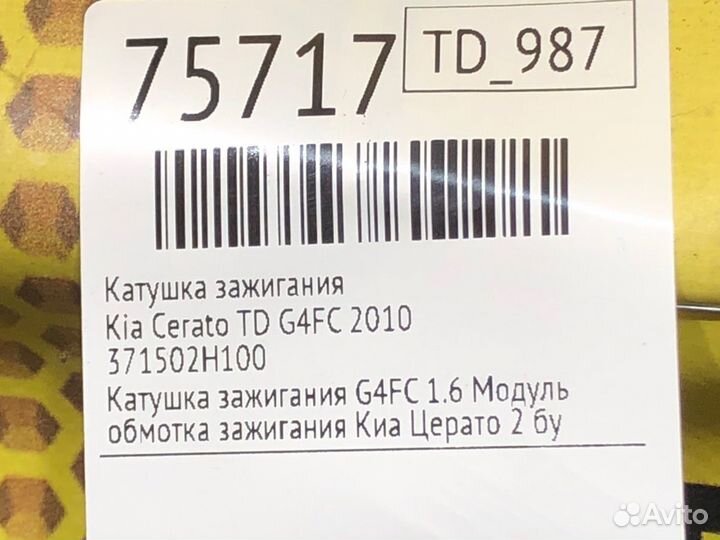 75717
TD_987
Катушка зажигания
Kia Cerato TD G4FC 2010
371502H100
Катушка зажигания G4FC 1.6 Модуль
обмотка зажигания Киа Церато 2 бу
Avito